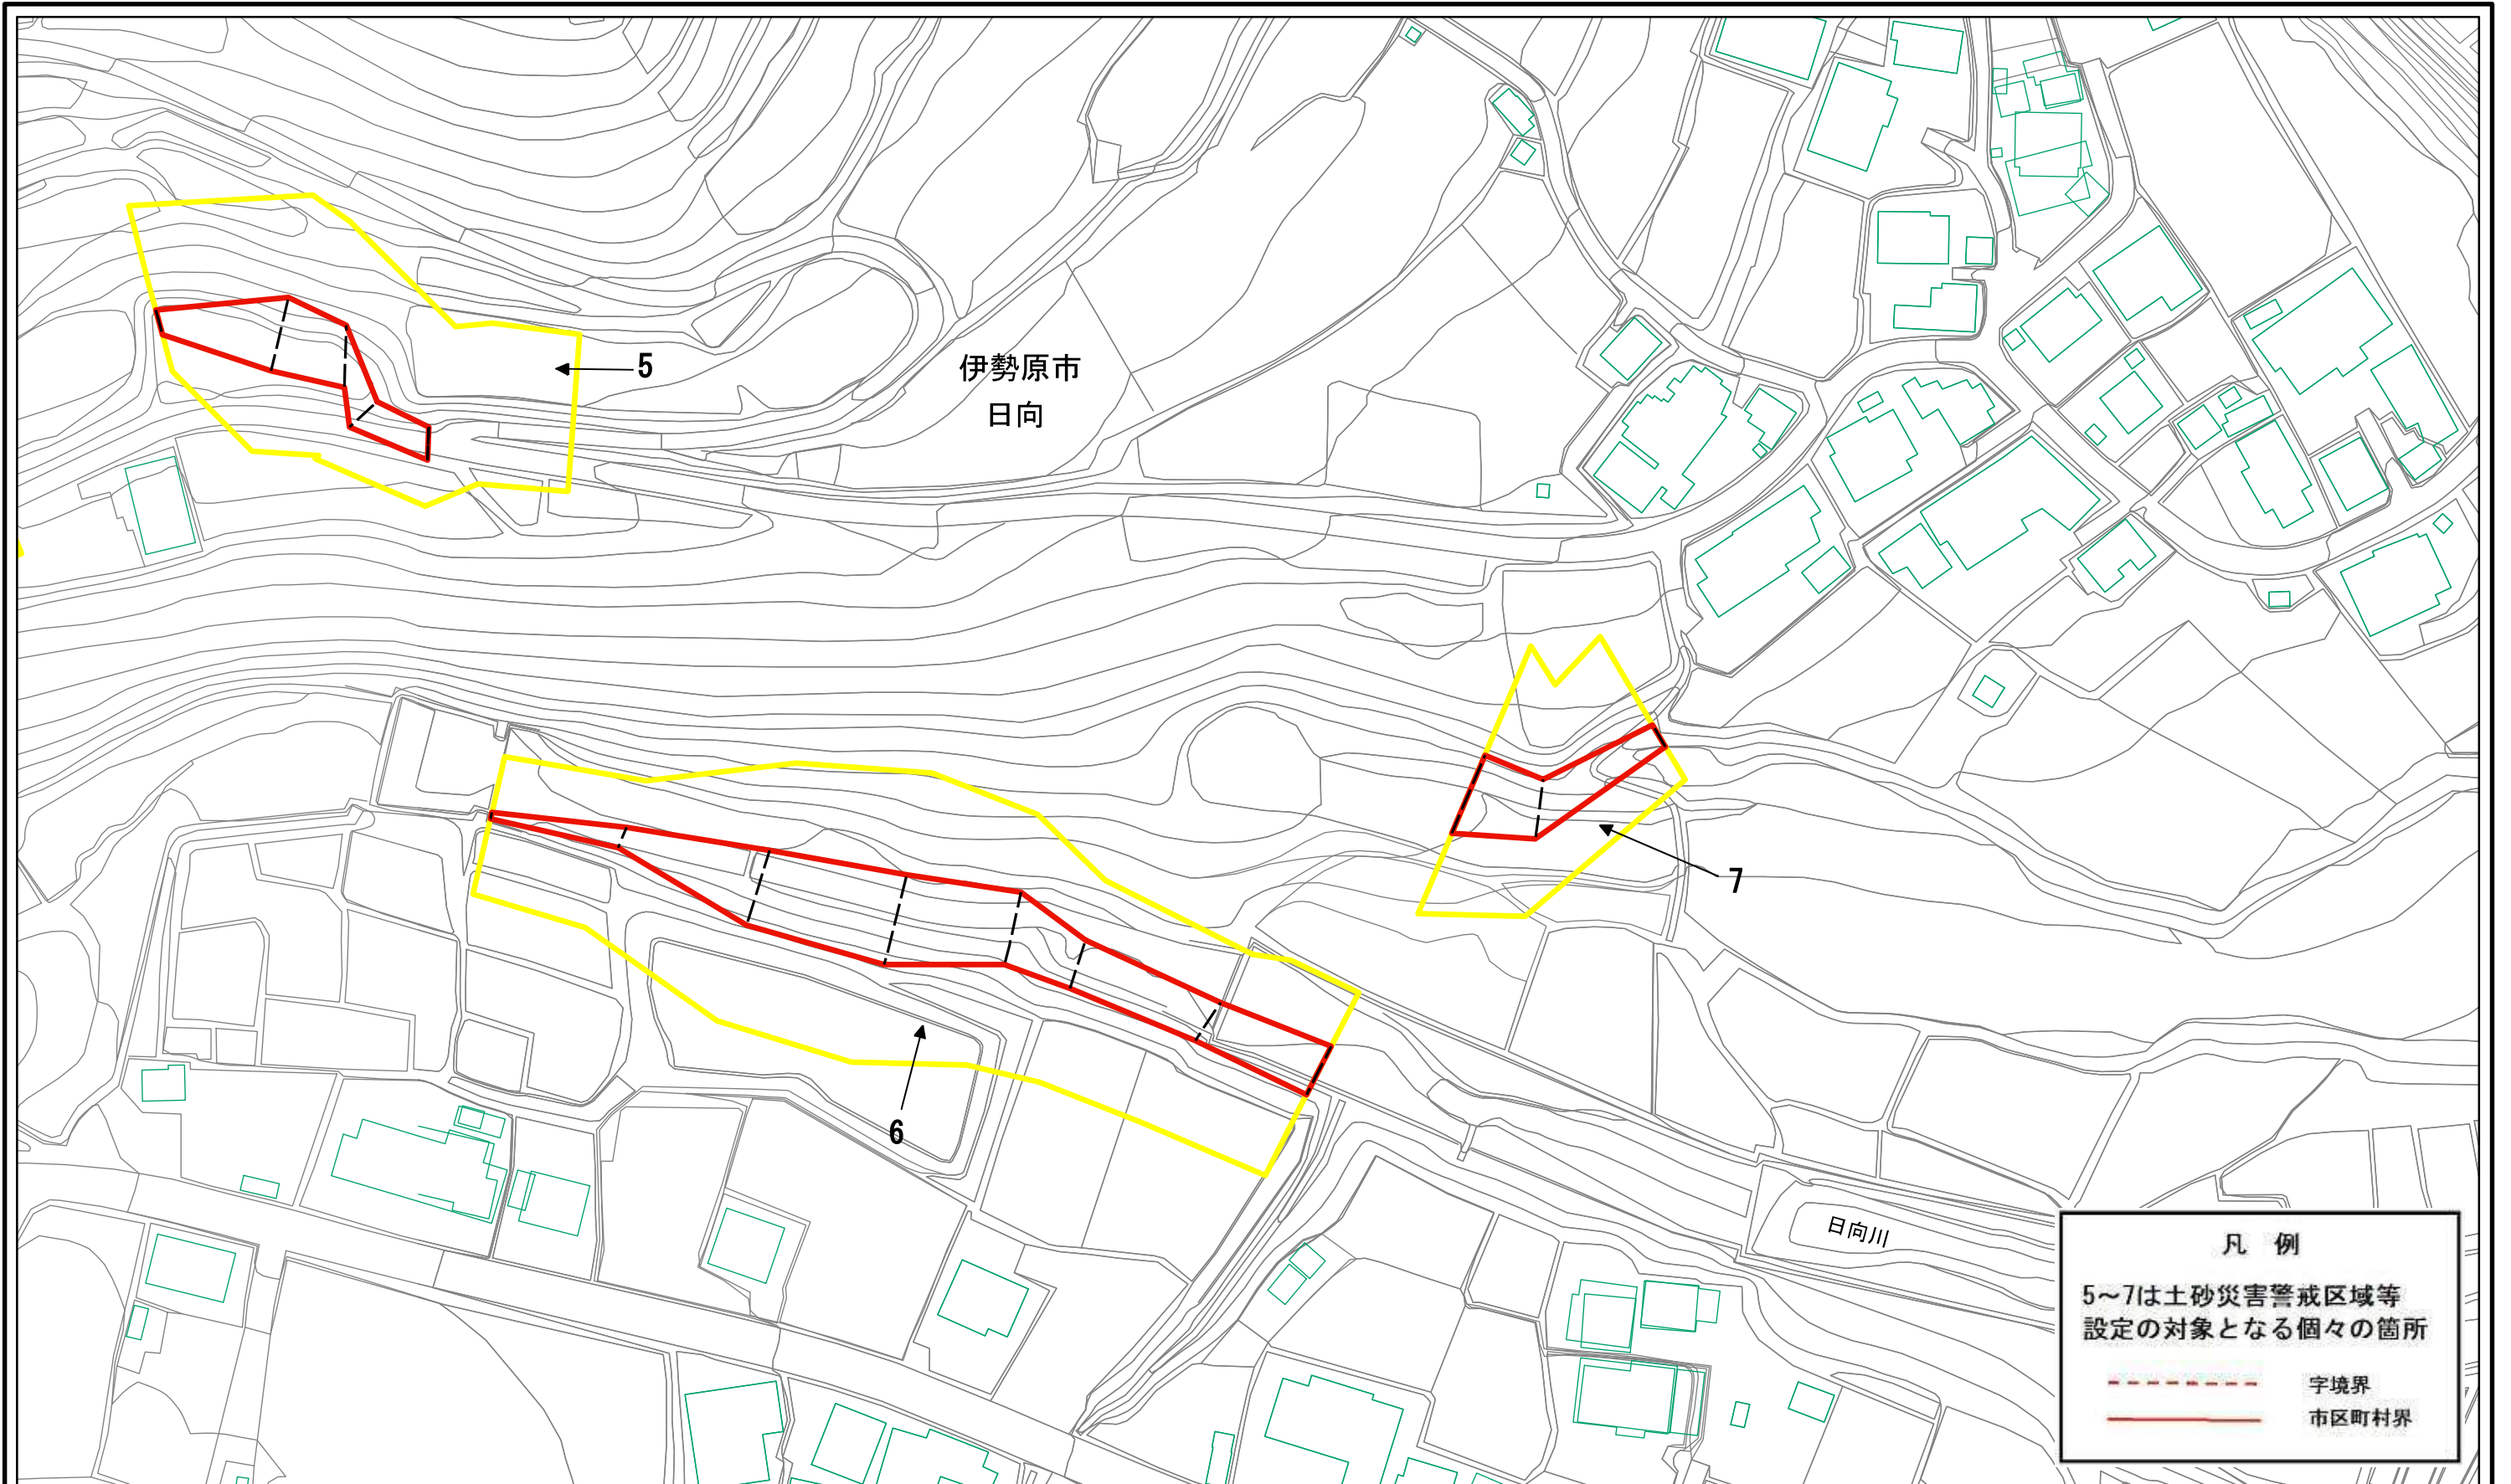 5
伊勢原市
日向
7
6
日向川
凡 例
5～7は土砂災害警戒区域等
設定の対象となる個々の箇所
字境界
市区町村界